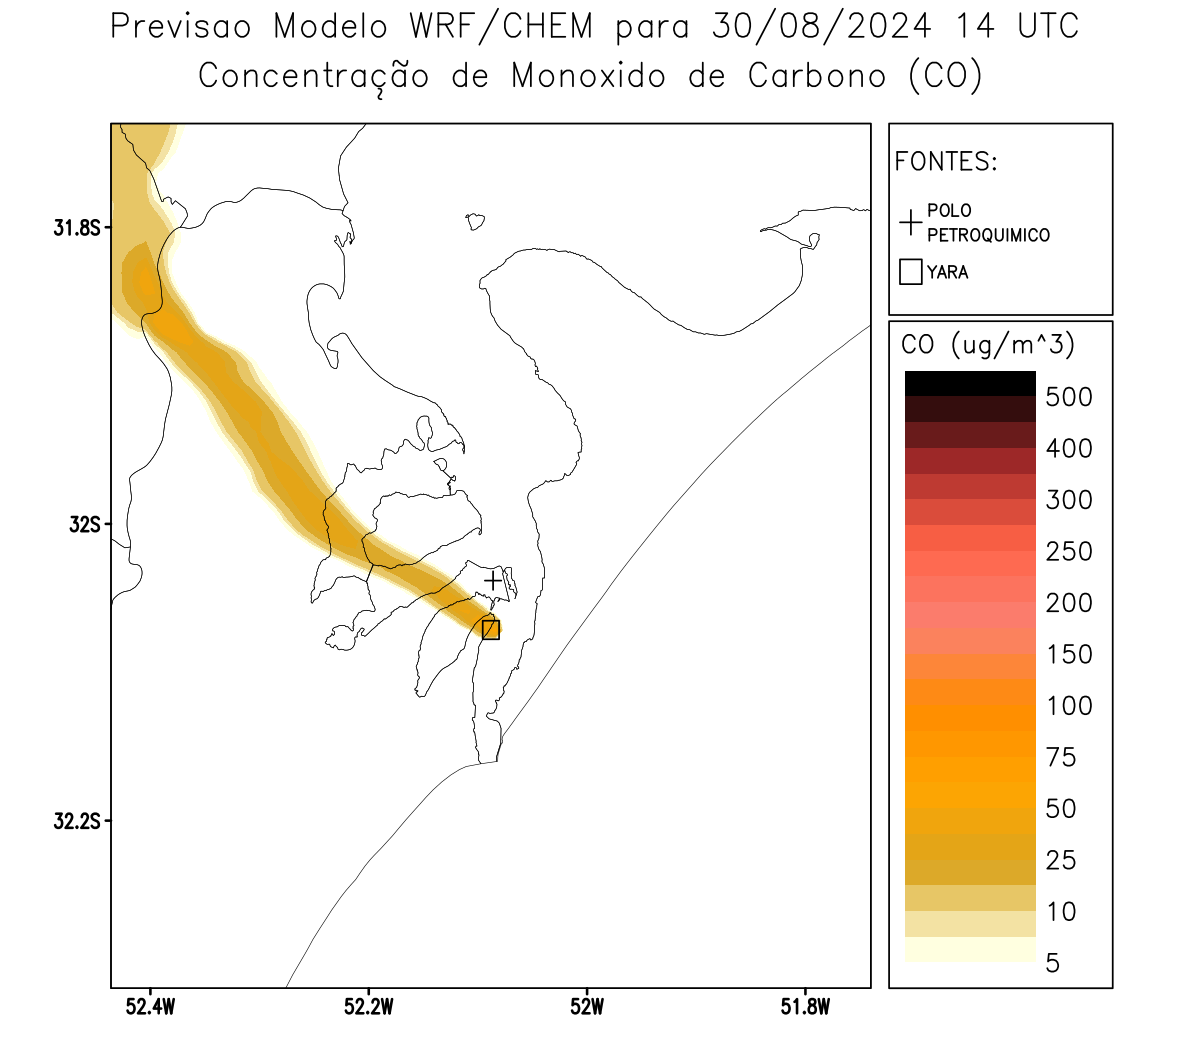 Previsao Modelo WRF/CHEM para 30/08/2024 14 UTC
Concentração de Monoxido de Carbono (CO)
FONTES:
POLO
PETROQUIMICO
YARA
CO (ug/m^3)
500
400
300
250
200
150
100
75
50
25
10
5
31.8S
32S
32.2S
52.4W
52.2W
52W
51.8W